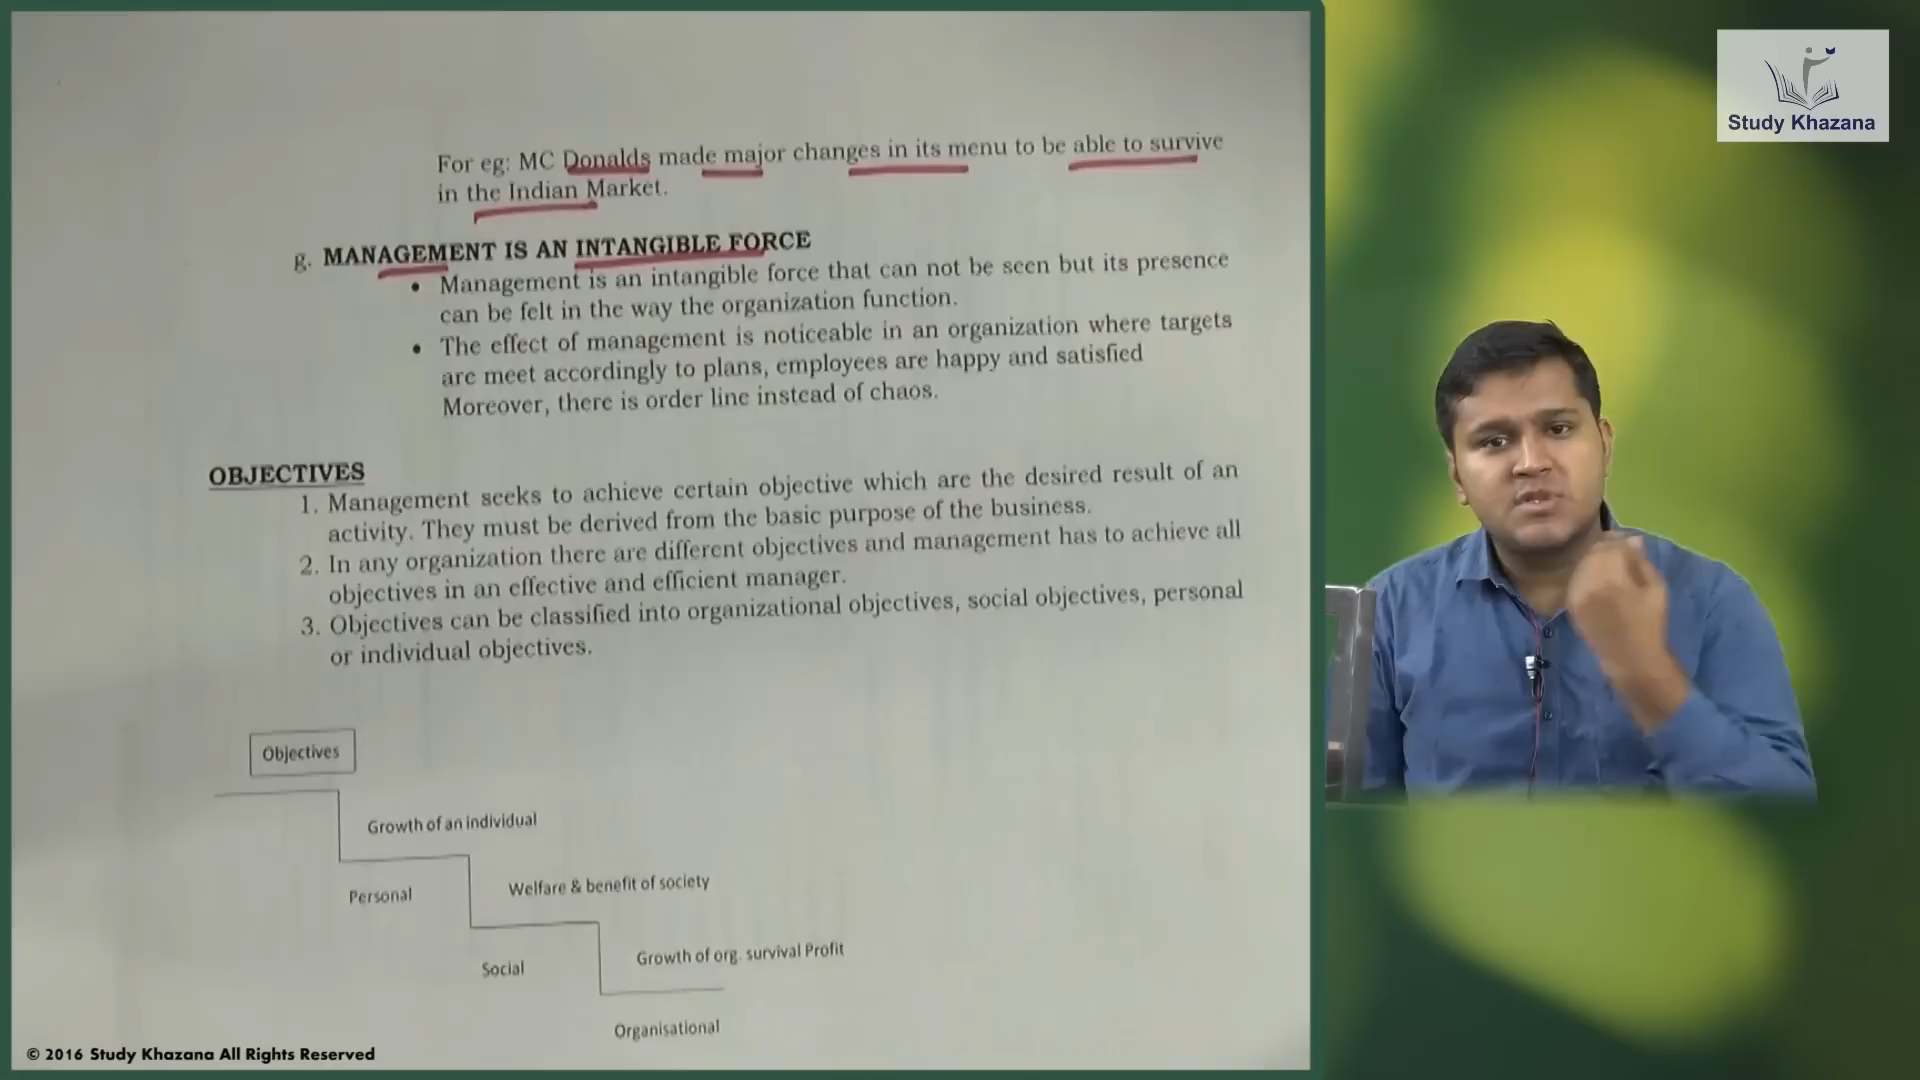 Study Khazana
For eg: MC Donalds made major changes in its menu to be able to survive
in the Indian Market.
g. MANAGEMENT IS AN INTANGIBLE FORCE
• Management is an intangible force that can not be seen but its presence
can be felt in the way the organization function.
• The effect of management is noticeable in an organization where targets
are meet accordingly to plans, employees are happy and satisfied
Moreover, there is order line instead of chaos.
OBJECTIVES
1. Management seeks to achieve certain objective which are the desired result of an
activity. They must be derived from the basic purpose of the business.
2. In any organization there are different objectives and management has to achieve all
objectives in an effective and efficient manager.
3. Objectives can be classified into organizational objectives, social objectives, personal
or individual objectives.
Objectives
Growth of an individual
Personal
Welfare & benefit of society
Social
Growth of org. survival Profit
Organisational
© 2016 Study Khazana All Rights Reserved